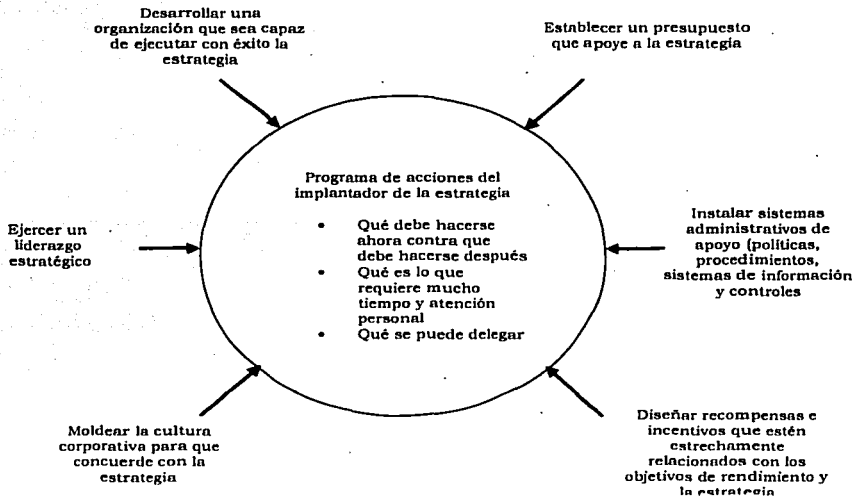 Desarrollar una
organización que sea capaz
de ejecutar con éxito la
estrategia
Establecer un presupuesto
que apoye a la estrategia
Programa de acciones del
implantador de la estrategia
• Qué debe hacerse
ahora contra que
debe hacerse después
• Qué es lo que
requiere mucho
tiempo y atención
personal
• Qué se puede delegar
Ejercer un
liderazgo
estratégico
Instalar sistemas
administrativos de
apoyo (políticas,
procedimientos,
sistemas de información
y controles
Moldear la cultura
corporativa para que
concuerde con la
estrategia
Diseñar recompensas e
incentivos que estén
estrechamente
relacionados con los
objetivos de rendimiento y
la estrategia